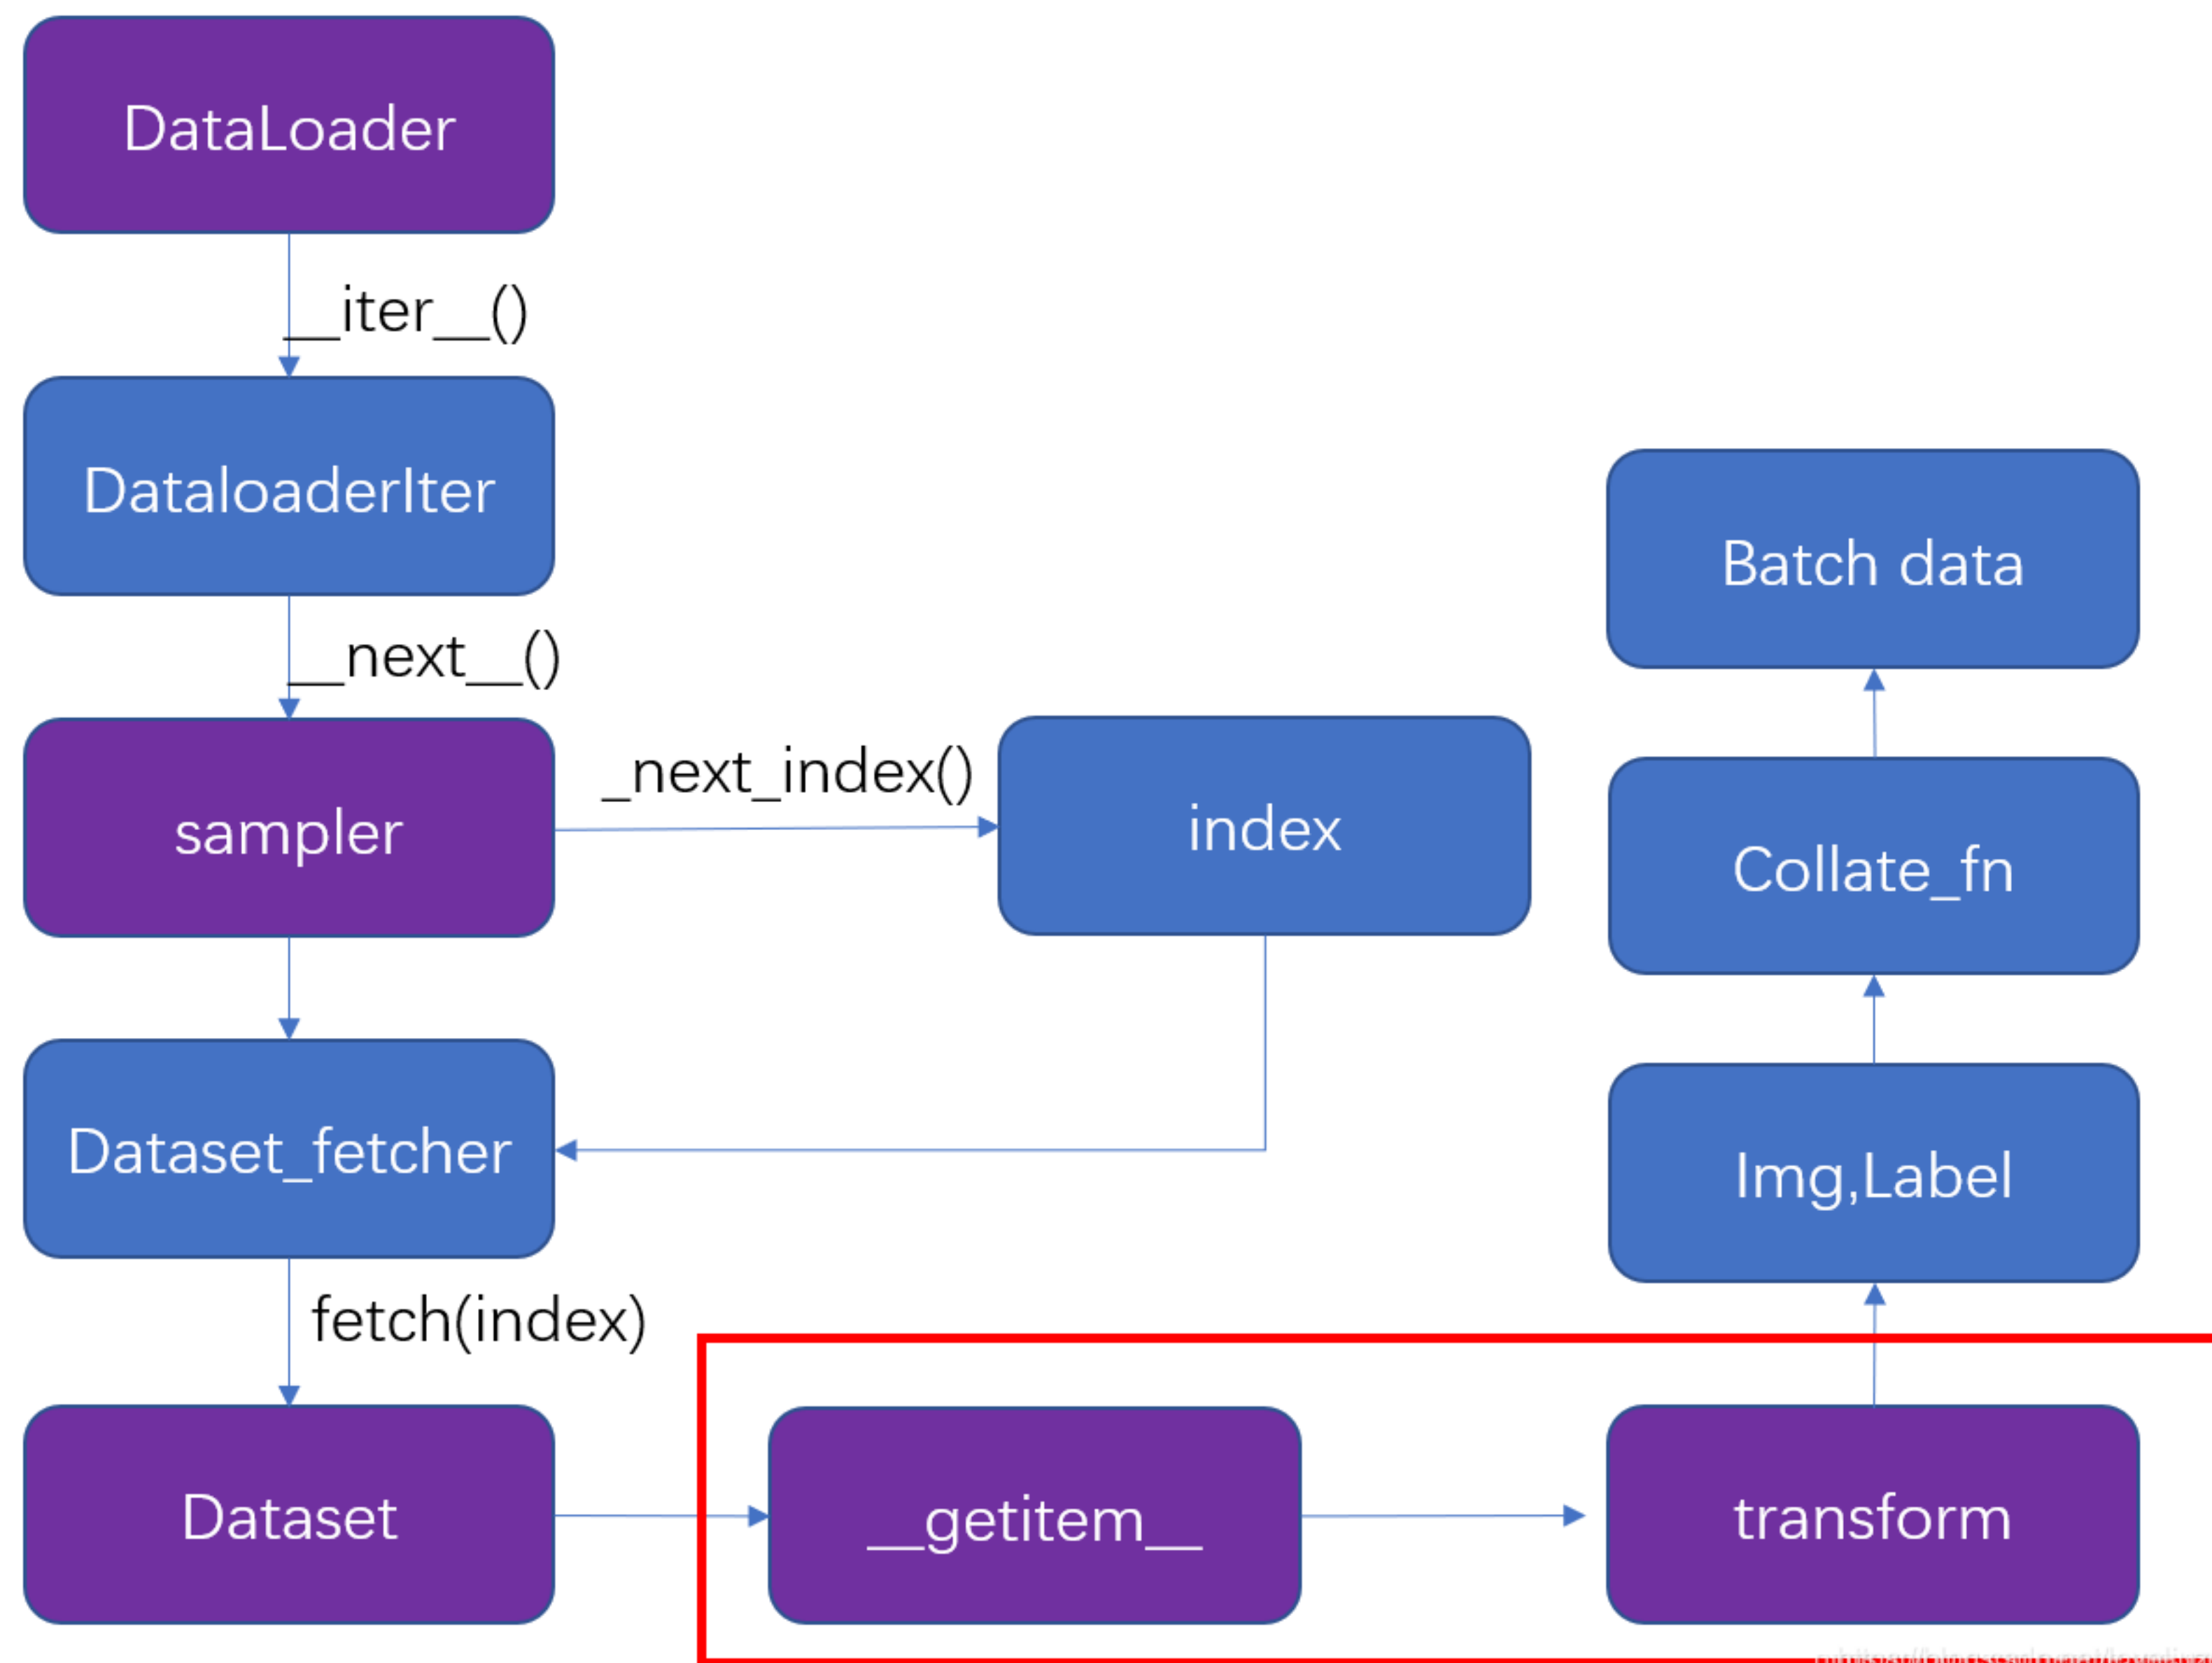 DataLoader
__iter__()
DataloaderIter
__next__()
sampler
_next_index()
index
Dataset_fetcher
fetch(index)
Dataset
__getitem__
transform
Img,Label
Collate_fn
Batch data